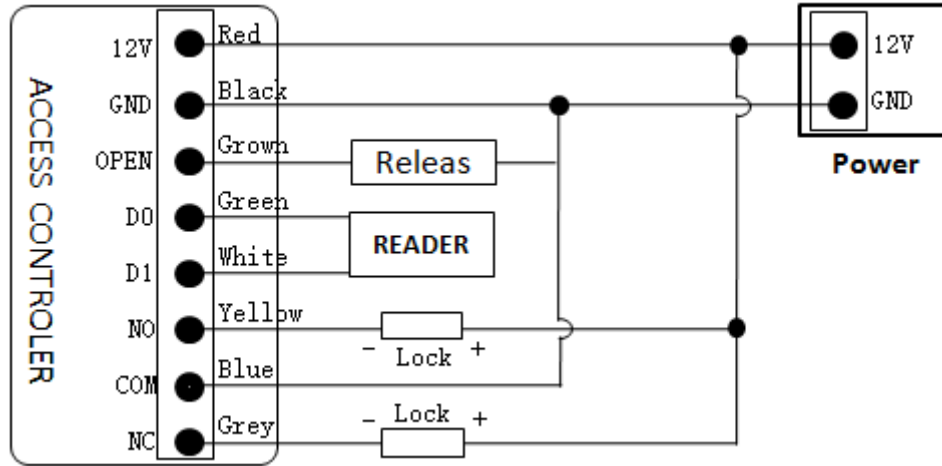 12V Red
GND Black
OPEN Grown
D0 Green
D1 White
NO Yellow
COM Blue
NC Grey
ACCESS CONTROLER
Releas
READER
- Lock +
- Lock +
12V
GND
Power